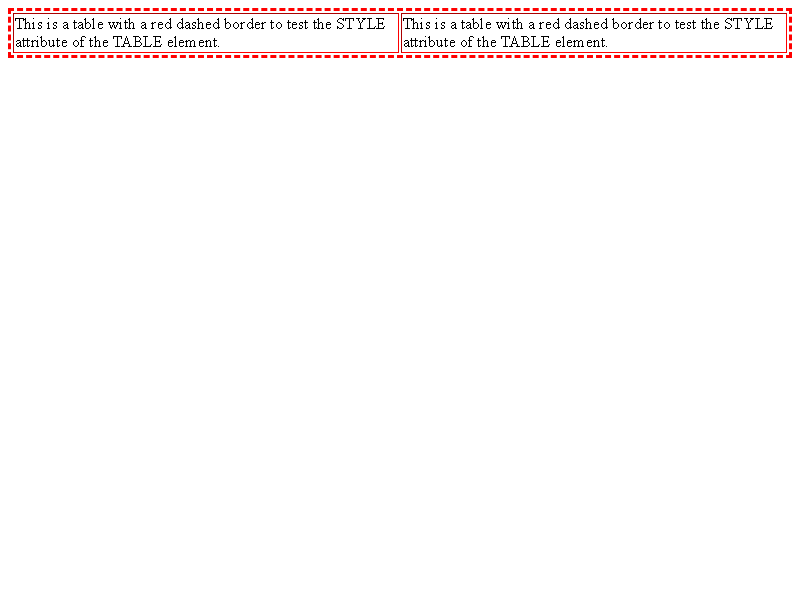 This is a table with a red dashed border to test the STYLE
attribute of the TABLE element.
This is a table with a red dashed border to test the STYLE
attribute of the TABLE element.